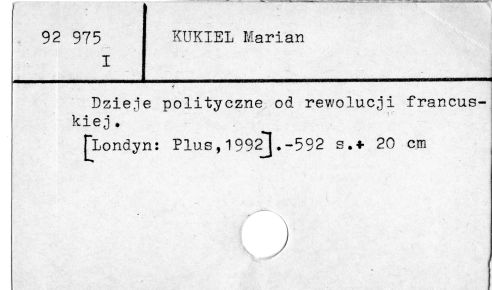 92 975
I
KUKIEL Marian
Dzieje polityczne od rewolucji francus-
kiej.
[Londyn: Plus,1992].-592 s.+ 20 cm